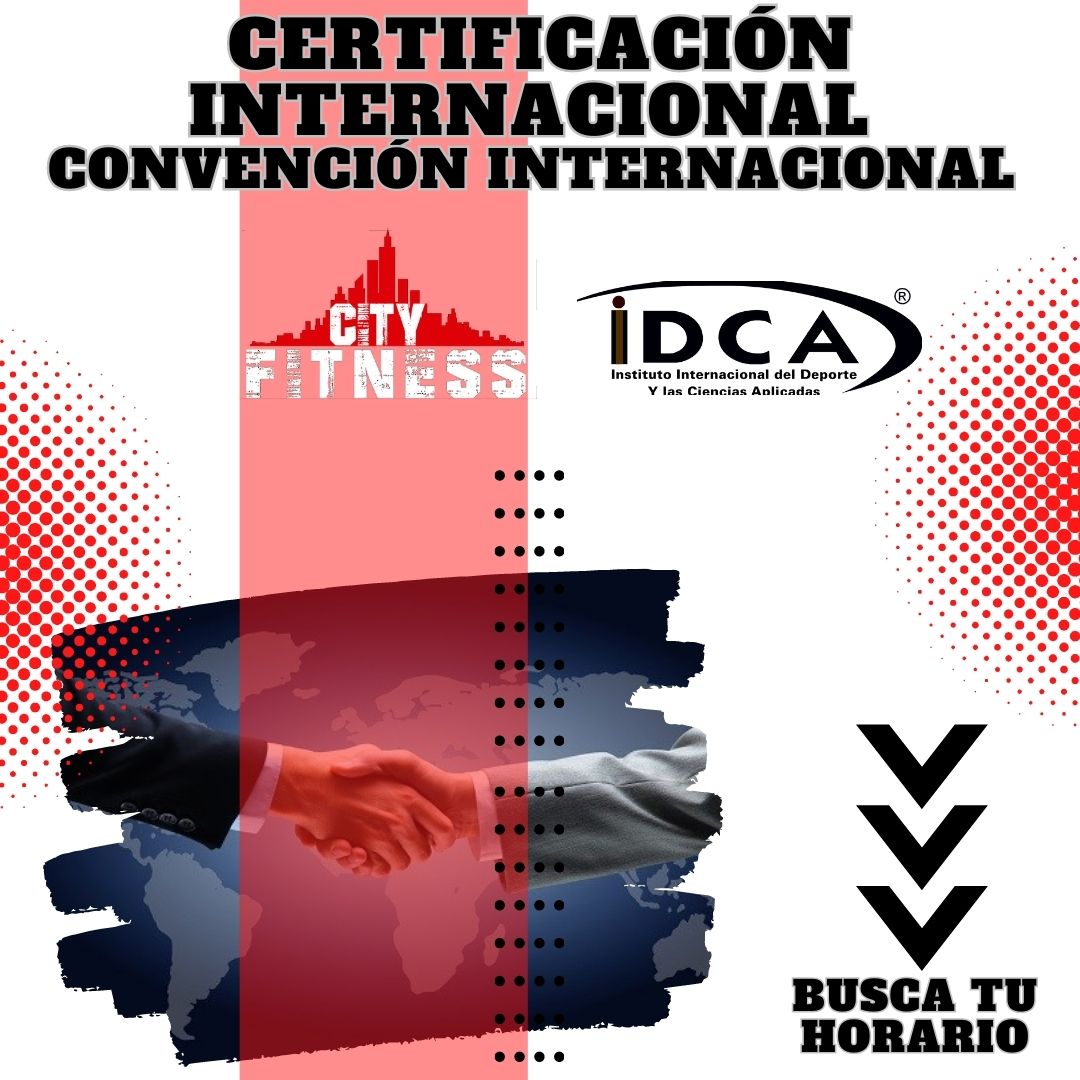 CERTIFICACIÓN
INTERNACIONAL
CONVENCIÓN INTERNACIONAL
CITY
FITNESS
iDCA ®
Instituto Internacional del Deporte
Y las Ciencias Aplicadas
BUSCA TU
HORARIO